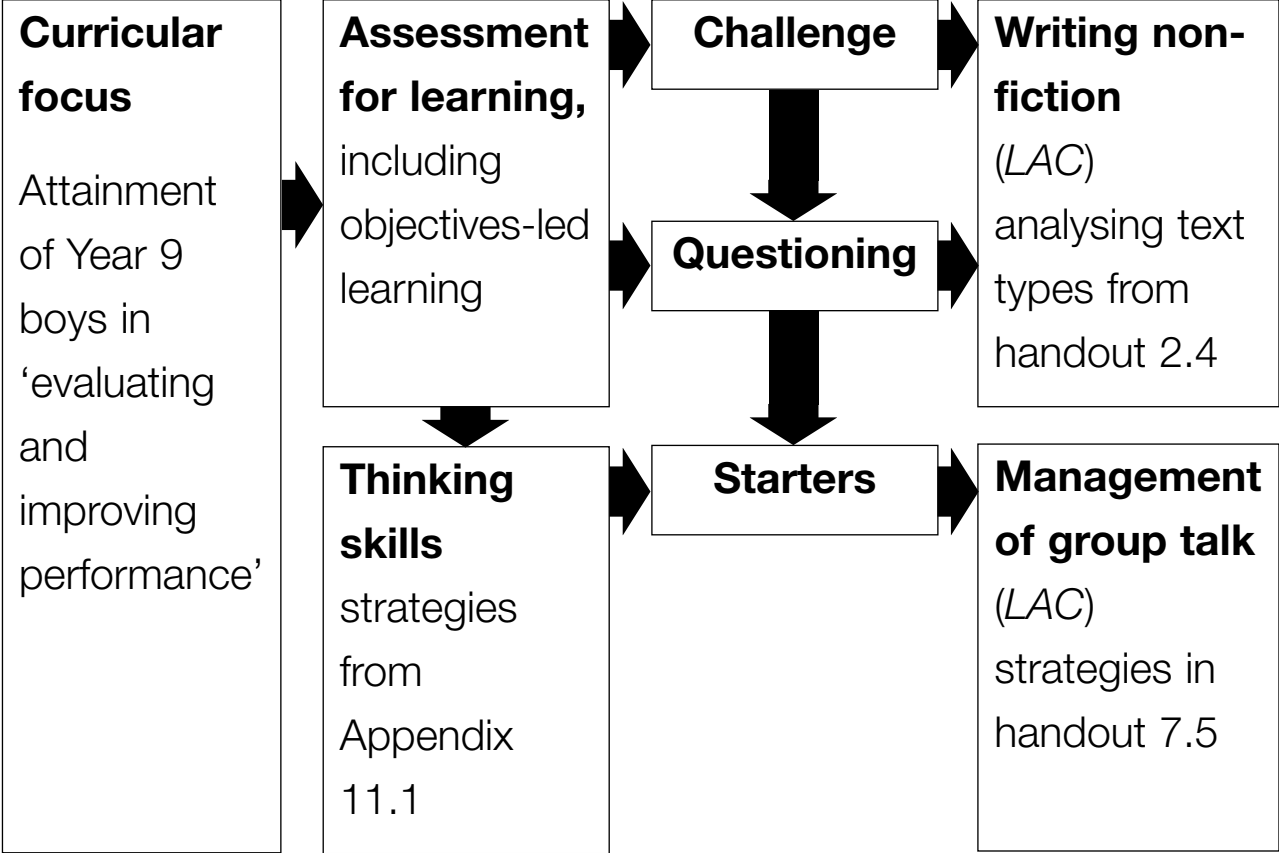 Curricular
focus
Attainment
of Year 9
boys in
‘evaluating
and
improving
performance’
Assessment
for learning,
including
objectives-led
learning
Thinking
skills
strategies
from
Appendix
11.1
Challenge
Questioning
Starters
Writing non-
fiction
(LAC)
analysing text
types from
handout 2.4
Management
of group talk
(LAC)
strategies in
handout 7.5